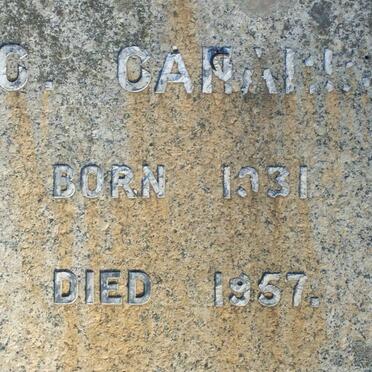 C.
BORN 1931
DIED 1957.